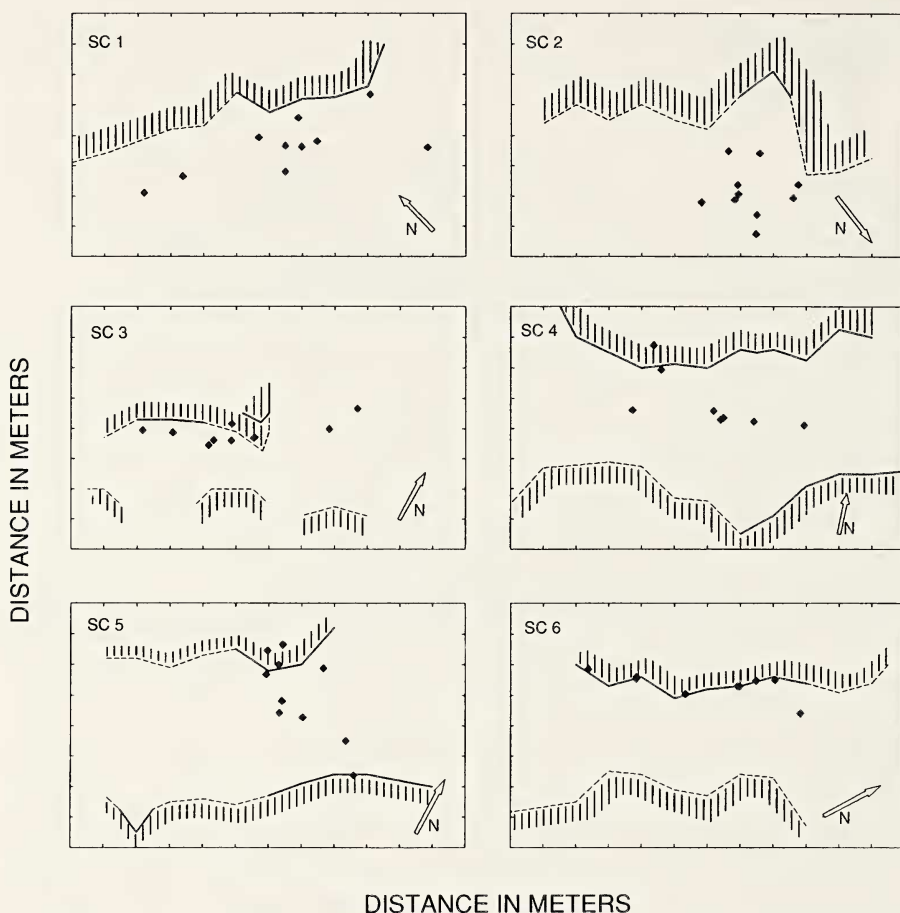 SC 1
N
SC 2
N
SC 3
N
SC 4
N
SC 5
N
SC 6
N
DISTANCE IN METERS
DISTANCE IN METERS